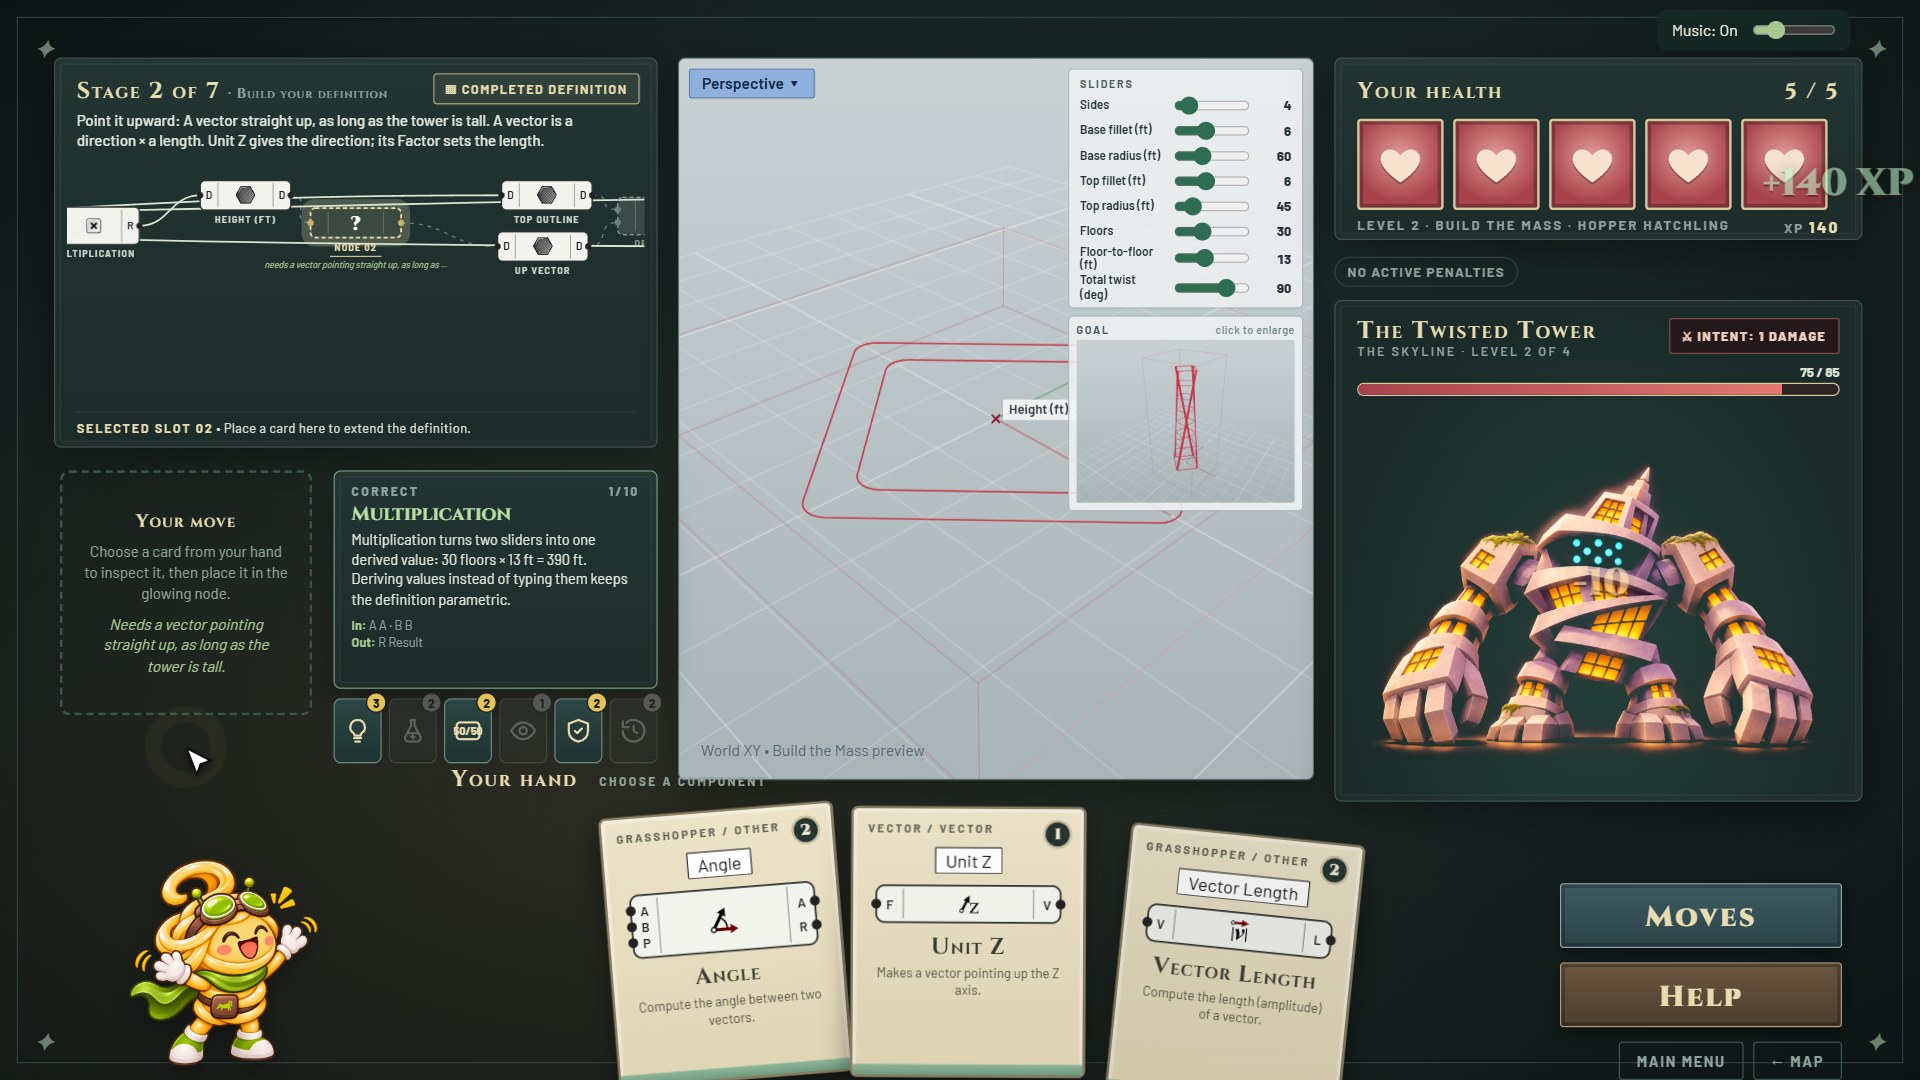 Music: On
Stage 2 of 7 · Build your definition
COMPLETED DEFINITION
Point it upward: A vector straight up, as long as the tower is tall. A vector is a
direction × a length. Unit Z gives the direction; its Factor sets the length.
D D
HEIGHT (FT)
R
LTIPLICATION
?
NODE 02
needs a vector pointing straight up, as long as ...
D D
TOP OUTLINE
D D
UP VECTOR
SELECTED SLOT 02 • Place a card here to extend the definition.
Your move
Choose a card from your hand
to inspect it, then place it in the
glowing node.
Needs a vector pointing
straight up, as long as the
tower is tall.
CORRECT 1/10
Multiplication
Multiplication turns two sliders into one
derived value: 30 floors × 13 ft = 390 ft.
Deriving values instead of typing them keeps
the definition parametric.
In: A A · B B
Out: R Result
3 2 2 1 2 2
50/50
Your hand CHOOSE A COMPONENT
Perspective ▼
SLIDERS
Sides 4
Base fillet (ft) 6
Base radius (ft) 60
Top fillet (ft) 6
Top radius (ft) 45
Floors 30
Floor-to-floor
(ft) 13
Total twist
(deg) 90
GOAL click to enlarge
Height (ft)
World XY • Build the Mass preview
Your health 5 / 5
+140 XP
LEVEL 2 · BUILD THE MASS · HOPPER HATCHLING XP 140
NO ACTIVE PENALTIES
The Twisted Tower
THE SKYLINE · LEVEL 2 OF 4
INTENT: 1 DAMAGE
75 / 85
-10
GRASSHOPPER / OTHER 2
Angle
A
B
P
A
R
Angle
Compute the angle between two
vectors.
VECTOR / VECTOR 1
Unit Z
F Z V
Unit Z
Makes a vector pointing up the Z
axis.
GRASSHOPPER / OTHER 2
Vector Length
V |V| L
Vector Length
Compute the length (amplitude)
of a vector.
Moves
Help
MAIN MENU
← MAP